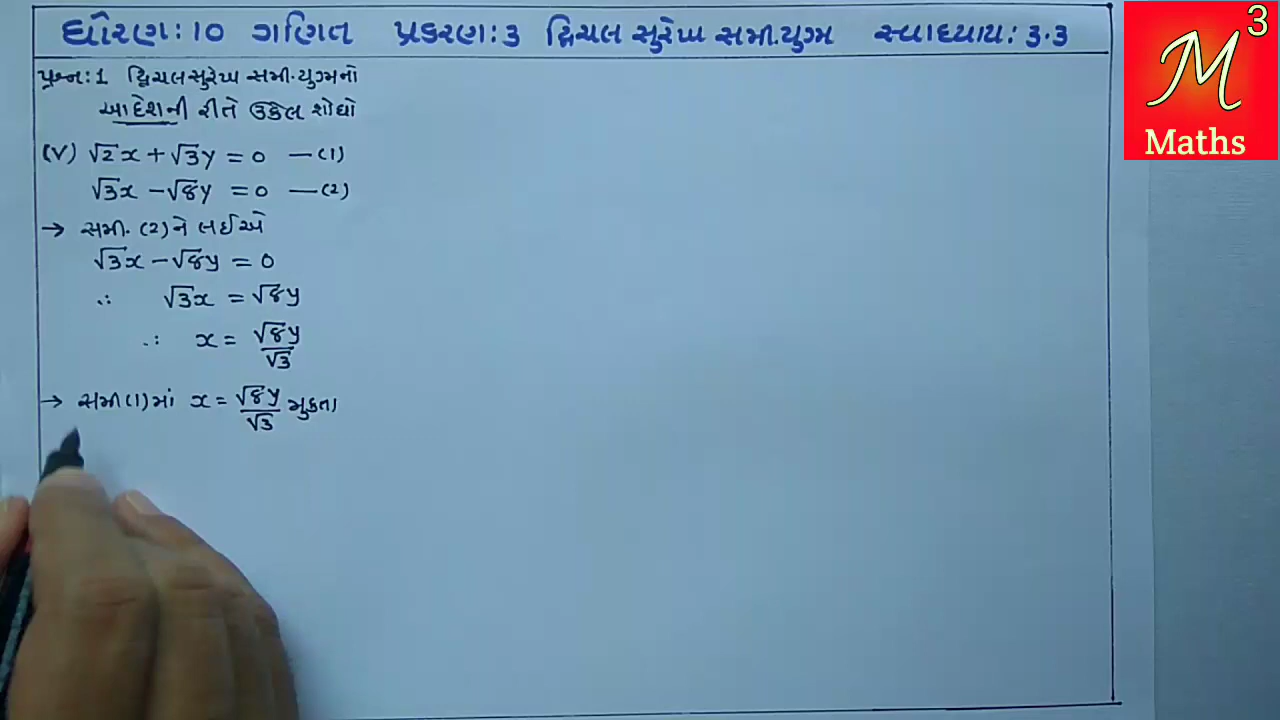 ધોરણ: 10 ગણિત પ્રકરણ: 3 દ્વિચલ સુરેખ સમી.યુગ્મ સ્વાધ્યાય: 3.3
M³
Maths
પ્રશ્ન: 1 દ્વિચલ સુરેખ સમી.યુગ્મનો
આદેશની રીતે ઉકેલ શોધો
(V) √2x + √3y = 0 —(1)
√3x − √8y = 0 —(2)
→ સમી. (2) ને લઈએ
√3x − √8y = 0
∴ √3x = √8y
∴ x = √8y/√3
→ સમી (1) માં x = √8y/√3 મુકતા